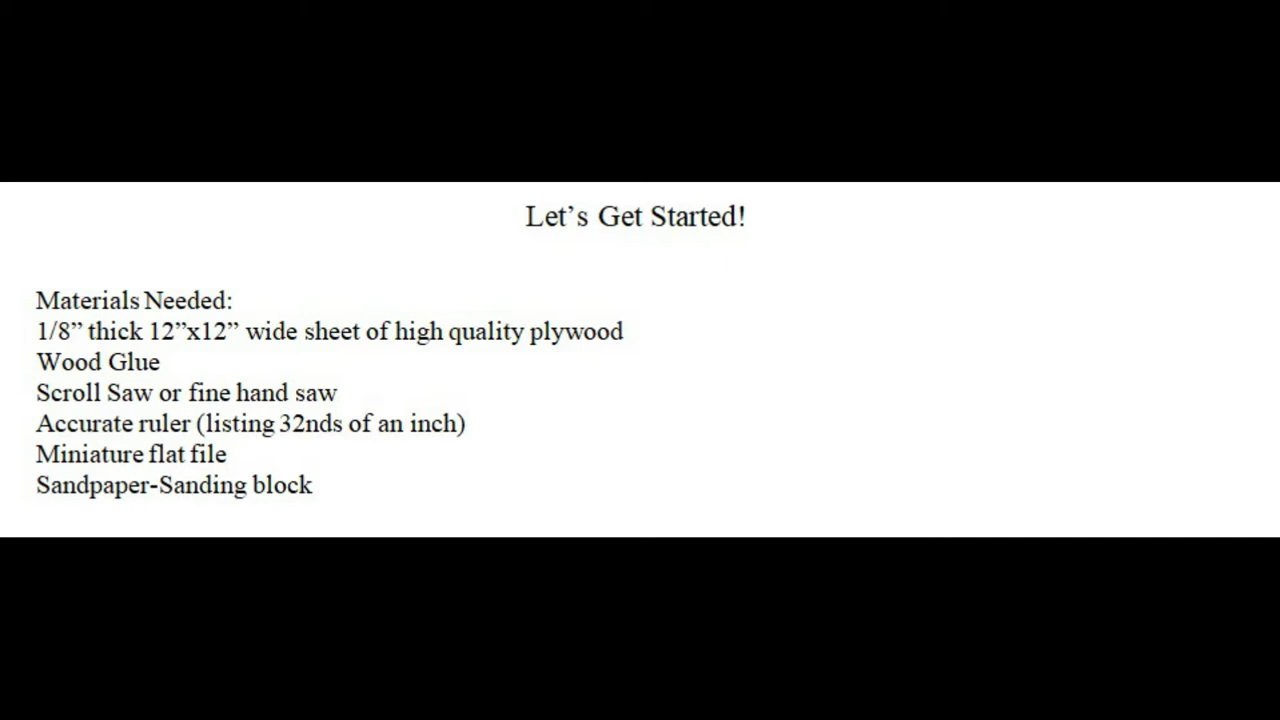 Let’s Get Started!
Materials Needed:
1/8” thick 12”x12” wide sheet of high quality plywood
Wood Glue
Scroll Saw or fine hand saw
Accurate ruler (listing 32nds of an inch)
Miniature flat file
Sandpaper-Sanding block